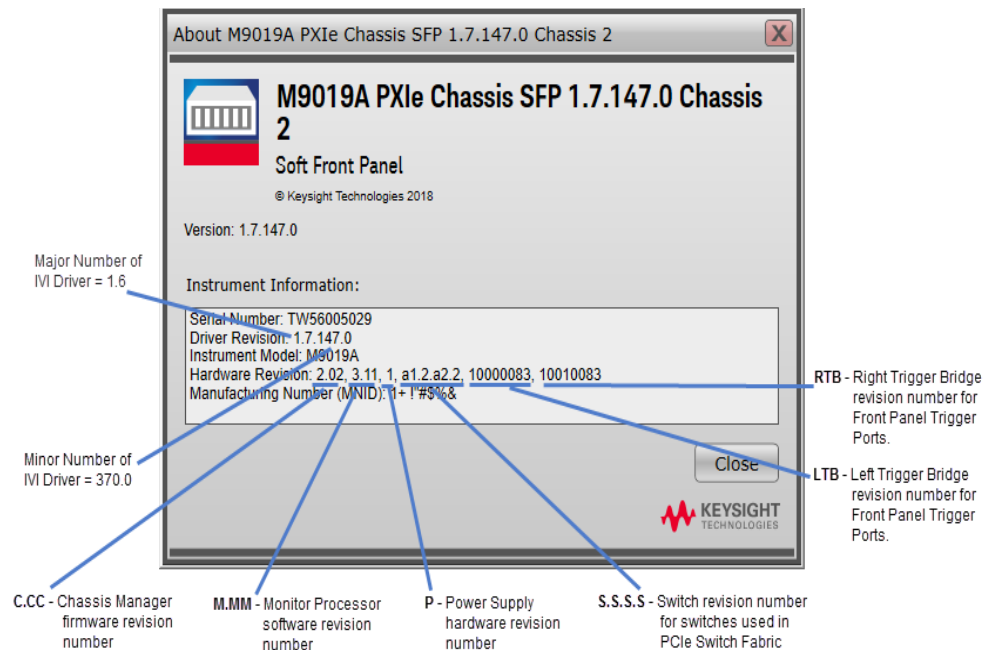 About M9019A PXIe Chassis SFP 1.7.147.0 Chassis 2
X
M9019A PXIe Chassis SFP 1.7.147.0 Chassis
2
Soft Front Panel
© Keysight Technologies 2018
Version: 1.7.147.0
Major Number of
IVI Driver = 1.6
Instrument Information:
Serial Number: TW56005029
Driver Revision: 1.7.147.0
Instrument Model: M9019A
Hardware Revision: 2.02, 3.11, 1, a1.2.a2.2, 10000083, 10010083
Manufacturing Number (MNID): 1+ !"#$%&
RTB - Right Trigger Bridge
revision number for
Front Panel Trigger
Ports.
Minor Number of
IVI Driver = 370.0
Close
LTB - Left Trigger Bridge
revision number for
Front Panel Trigger
Ports.
KEYSIGHT
TECHNOLOGIES
C.CC - Chassis Manager
firmware revision
number
M.MM - Monitor Processor
software revision
number
P - Power Supply
hardware revision
number
S.S.S.S - Switch revision number
for switches used in
PCIe Switch Fabric